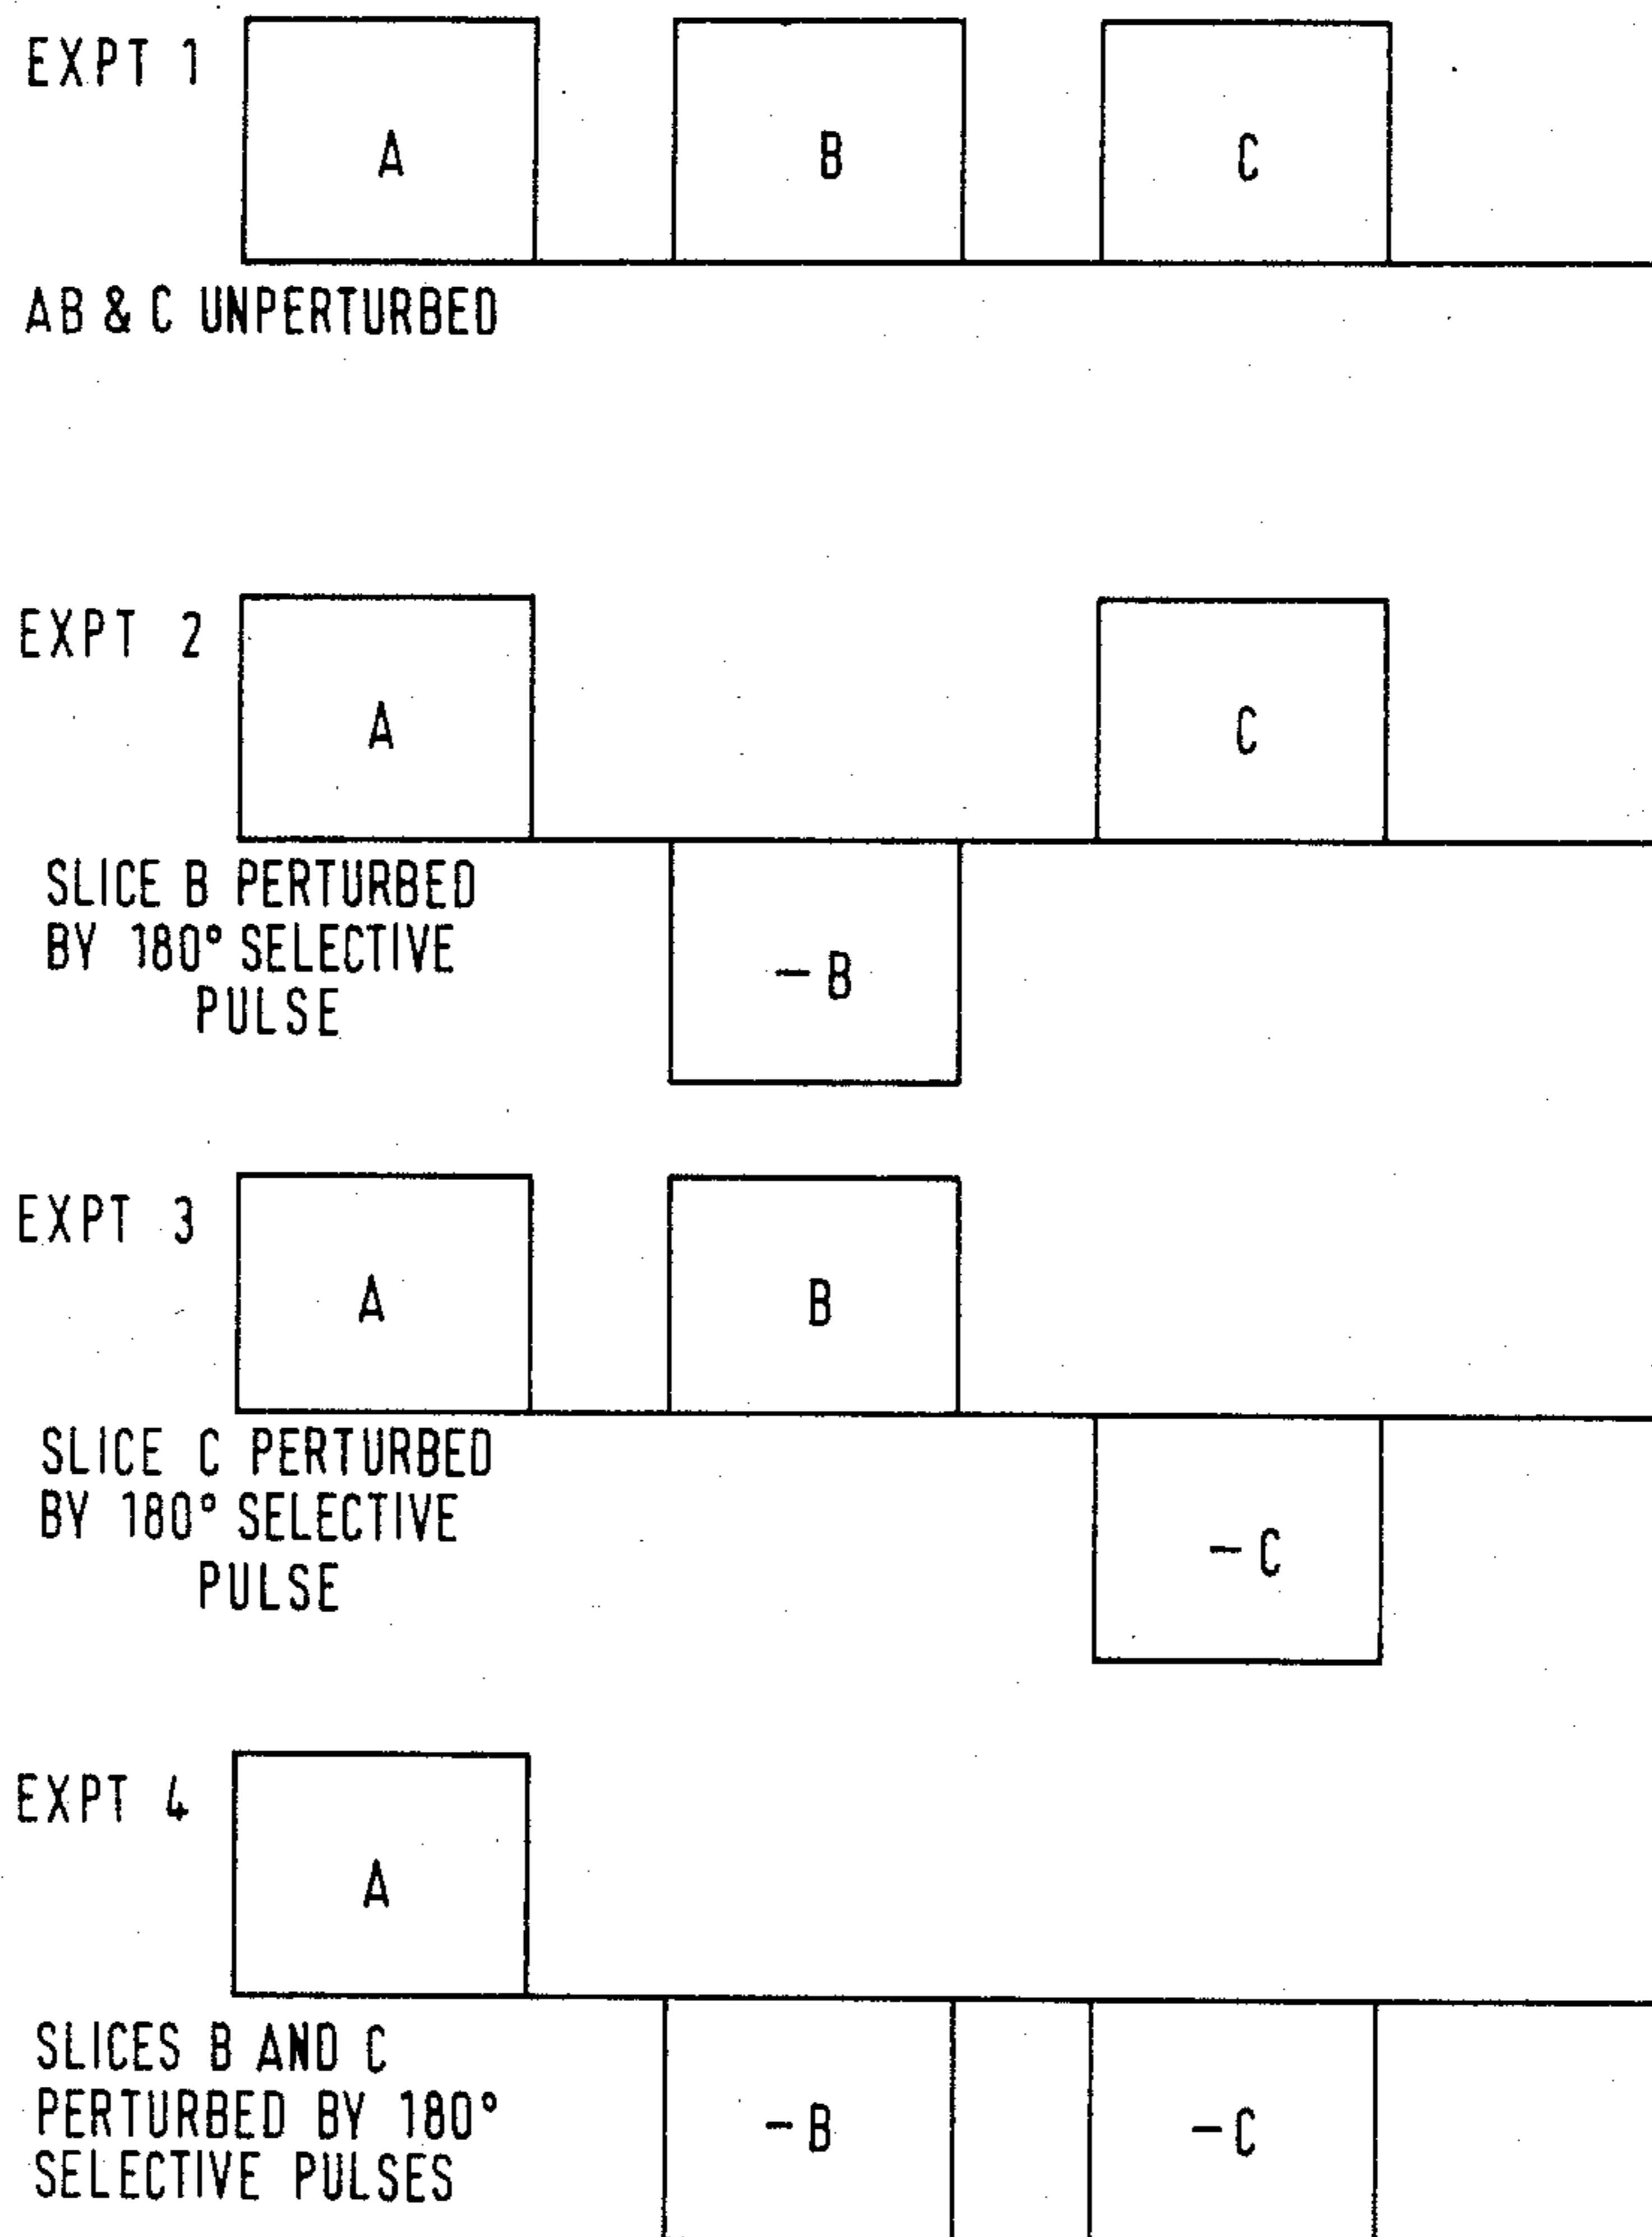 EXPT 1
A
B
C
AB & C UNPERTURBED
EXPT 2
A
C
SLICE B PERTURBED
BY 180° SELECTIVE
PULSE
-B
EXPT 3
A
B
SLICE C PERTURBED
BY 180° SELECTIVE
PULSE
-C
EXPT 4
A
SLICES B AND C
PERTURBED BY 180°
SELECTIVE PULSES
-B
-C